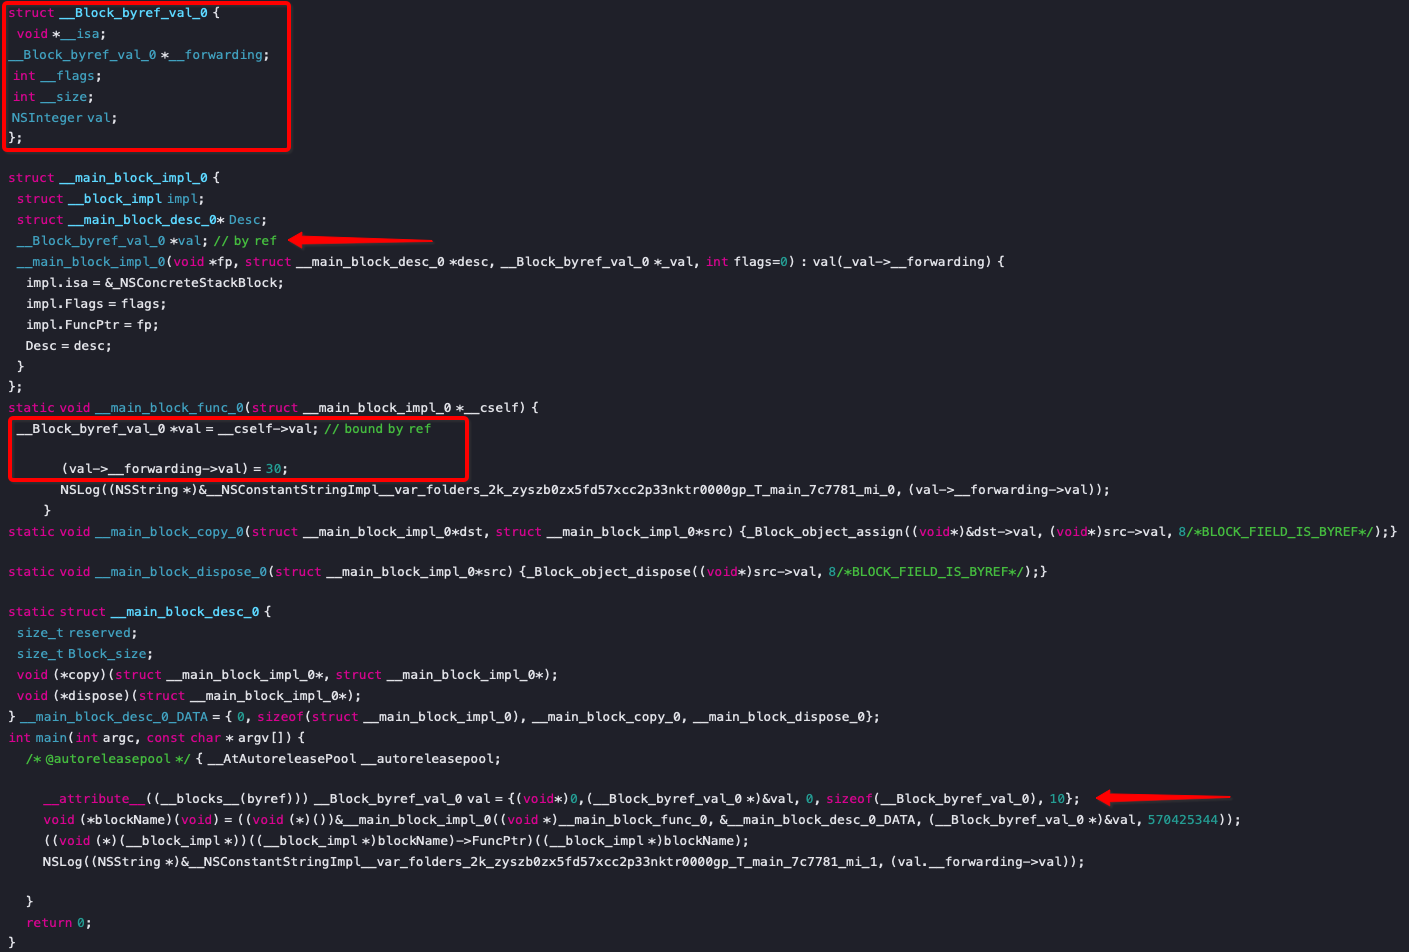 struct __Block_byref_val_0 {
void *__isa;
__Block_byref_val_0 *__forwarding;
int __flags;
int __size;
NSInteger val;
};
struct __main_block_impl_0 {
struct __block_impl impl;
struct __main_block_desc_0* Desc;
__Block_byref_val_0 *val; // by ref
__main_block_impl_0(void *fp, struct __main_block_desc_0 *desc, __Block_byref_val_0 *_val, int flags=0) : val(_val->__forwarding) {
impl.isa = &_NSConcreteStackBlock;
impl.Flags = flags;
impl.FuncPtr = fp;
Desc = desc;
}
};
static void __main_block_func_0(struct __main_block_impl_0 *__cself) {
__Block_byref_val_0 *val = __cself->val; // bound by ref
(val->__forwarding->val) = 30;
NSLog((NSString *)&__NSConstantStringImpl__var_folders_2k_zyszb0zx5fd57xcc2p33nktr0000gp_T_main_7c7781_mi_0, (val->__forwarding->val));
}
static void __main_block_copy_0(struct __main_block_impl_0*dst, struct __main_block_impl_0*src) {_Block_object_assign((void*)&dst->val, (void*)src->val, 8/*BLOCK_FIELD_IS_BYREF*/);}
static void __main_block_dispose_0(struct __main_block_impl_0*src) {_Block_object_dispose((void*)src->val, 8/*BLOCK_FIELD_IS_BYREF*/);}
static struct __main_block_desc_0 {
size_t reserved;
size_t Block_size;
void (*copy)(struct __main_block_impl_0*, struct __main_block_impl_0*);
void (*dispose)(struct __main_block_impl_0*);
} __main_block_desc_0_DATA = { 0, sizeof(struct __main_block_impl_0), __main_block_copy_0, __main_block_dispose_0};
int main(int argc, const char * argv[]) {
/* @autoreleasepool */ { __AtAutoreleasePool __autoreleasepool;
__attribute__((__blocks__(byref))) __Block_byref_val_0 val = {(void*)0,(__Block_byref_val_0 *)&val, 0, sizeof(__Block_byref_val_0), 10};
void (*blockName)(void) = ((void (*)())&__main_block_impl_0((void *)__main_block_func_0, &__main_block_desc_0_DATA, (__Block_byref_val_0 *)&val, 570425344));
((void (*)(__block_impl *))((__block_impl *)blockName)->FuncPtr)((__block_impl *)blockName);
NSLog((NSString *)&__NSConstantStringImpl__var_folders_2k_zyszb0zx5fd57xcc2p33nktr0000gp_T_main_7c7781_mi_1, (val.__forwarding->val));
}
return 0;
}